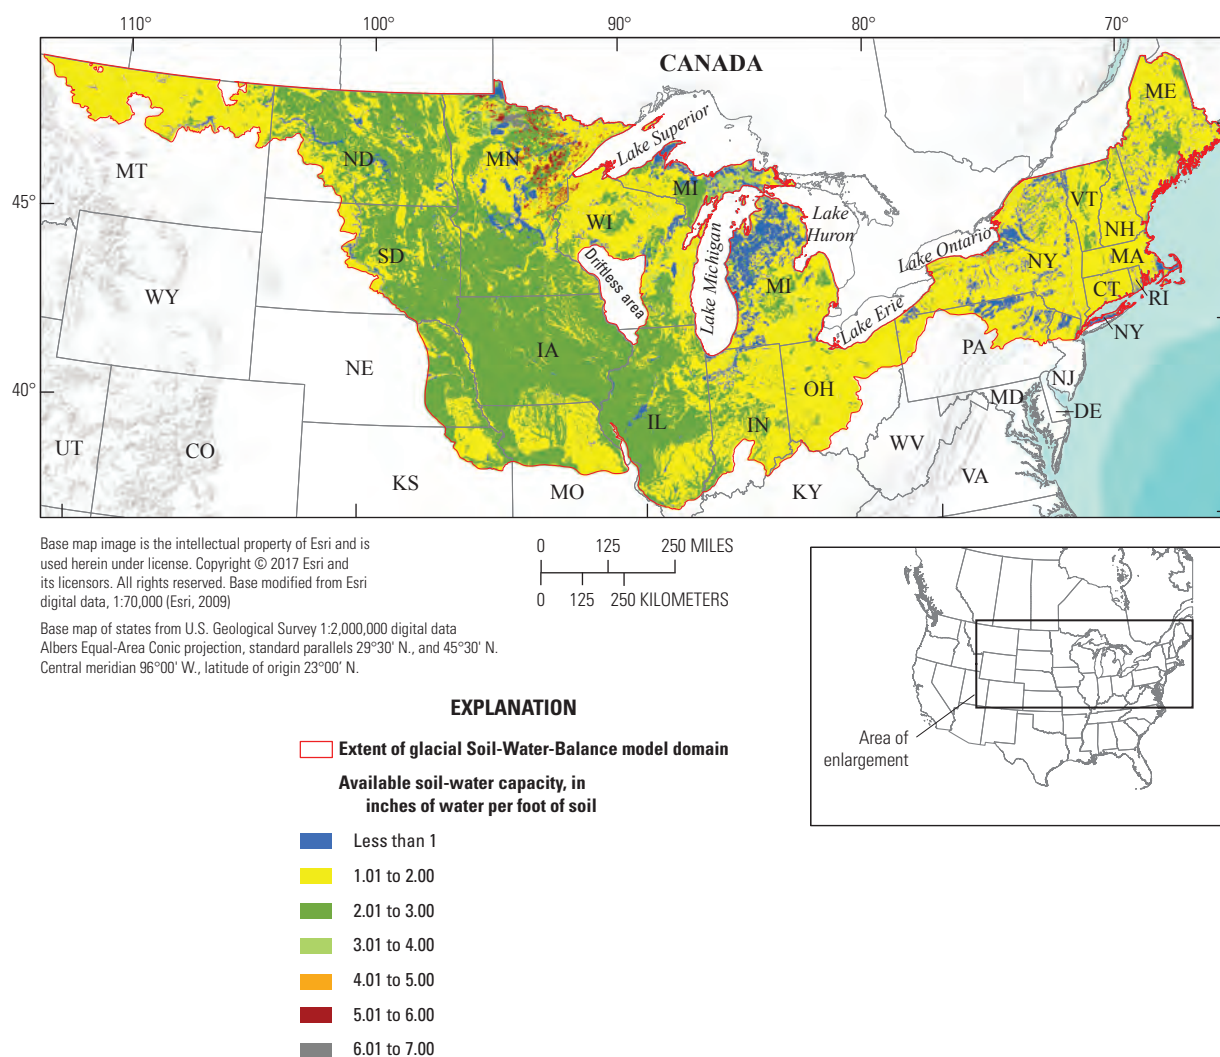 110°
100°
90°
80°
70°
CANADA
ME
Lake Superior
MT
ND
MN
MI
VT
45°
WI
Lake
Huron
NH
Lake Ontario
SD
Driftless area
Lake Michigan
NY
MA
WY
MI
CT
RI
Lake Erie
NY
IA
PA
NE
OH
NJ
40°
MD
DE
IL
IN
UT
CO
WV
VA
KS
MO
KY
Base map image is the intellectual property of Esri and is
used herein under license. Copyright © 2017 Esri and
its licensors. All rights reserved. Base modified from Esri
digital data, 1:70,000 (Esri, 2009)
Base map of states from U.S. Geological Survey 1:2,000,000 digital data
Albers Equal-Area Conic projection, standard parallels 29°30' N., and 45°30' N.
Central meridian 96°00' W., latitude of origin 23°00' N.
0 125 250 MILES
0 125 250 KILOMETERS
Area of
enlargement
EXPLANATION
Extent of glacial Soil-Water-Balance model domain
Available soil-water capacity, in
inches of water per foot of soil
Less than 1
1.01 to 2.00
2.01 to 3.00
3.01 to 4.00
4.01 to 5.00
5.01 to 6.00
6.01 to 7.00